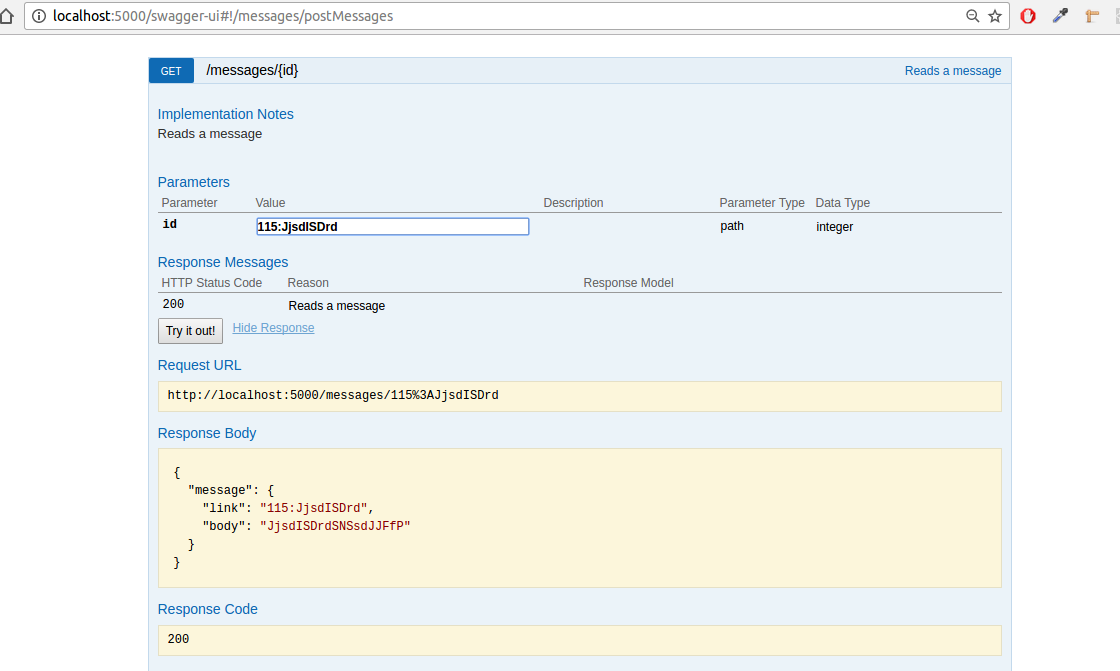 localhost:5000/swagger-ui#!/messages/postMessages
GET /messages/{id} Reads a message
Implementation Notes
Reads a message
Parameters
Parameter Value Description Parameter Type Data Type
id 115:JjsdISDrd path integer
Response Messages
HTTP Status Code Reason Response Model
200 Reads a message
Try it out! Hide Response
Request URL
http://localhost:5000/messages/115%3AJjsdISDrd
Response Body
{
"message": {
"link": "115:JjsdISDrd",
"body": "JjsdISDrdSNSsdJJFfP"
}
}
Response Code
200